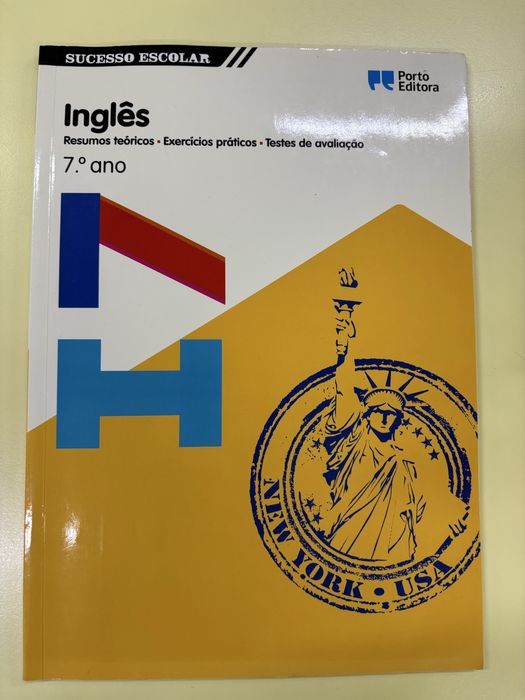 SUCESSO ESCOLAR
Porto
Editora
Inglês
Resumos teóricos • Exercícios práticos • Testes de avaliação
7.º ano
NEW YORK • USA